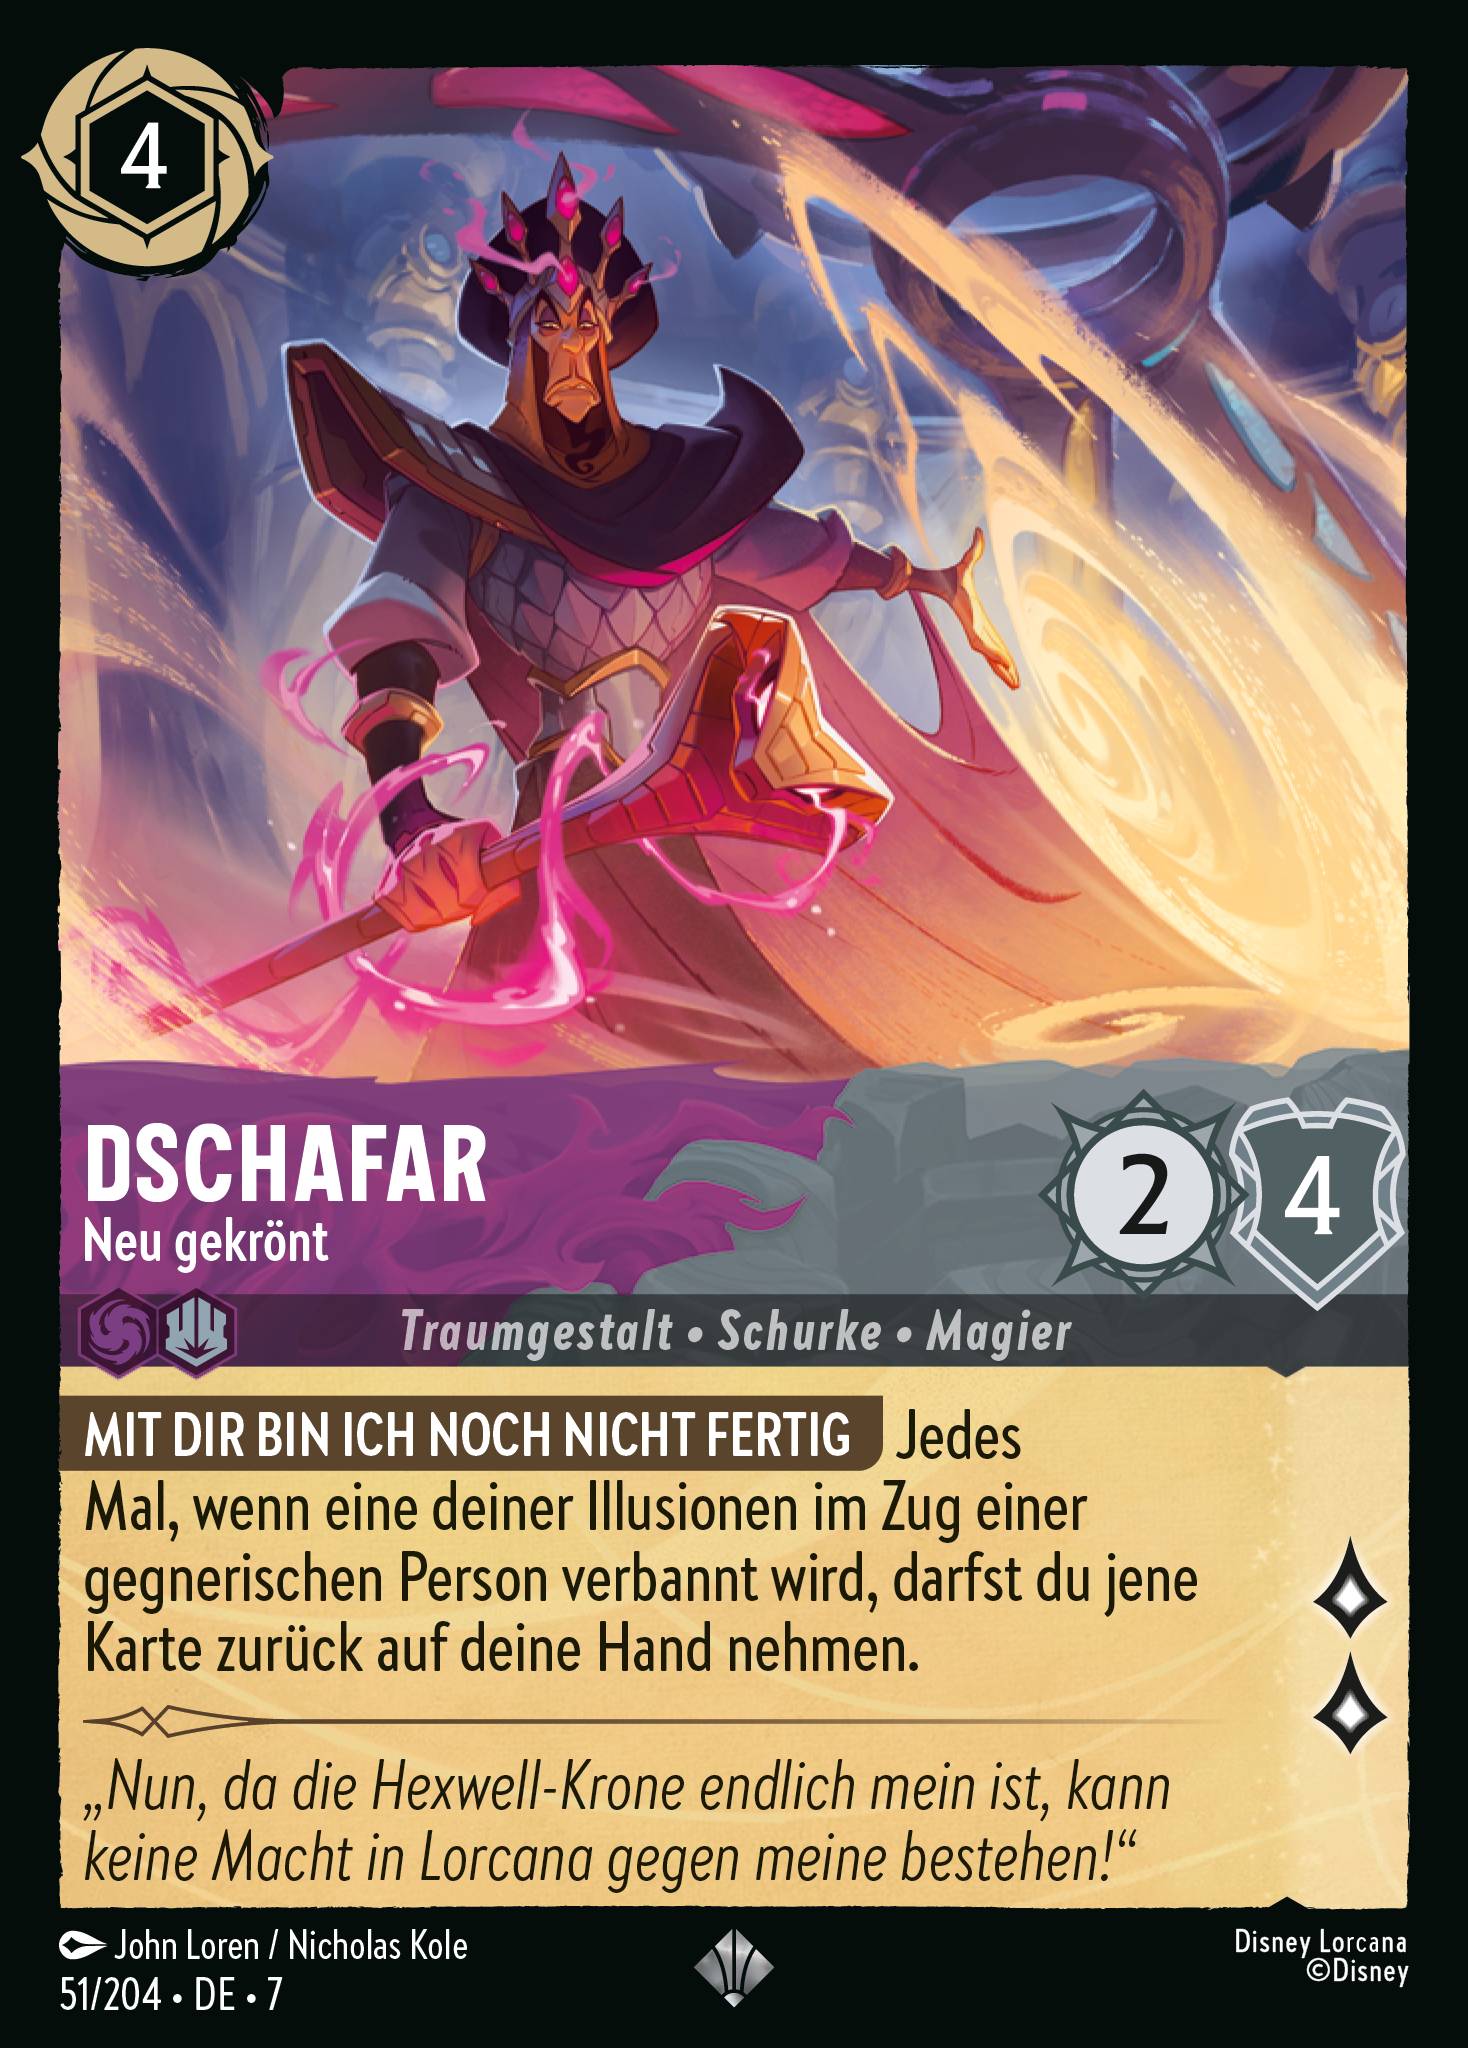 4
DSCHAFAR
Neu gekrönt
2 4
Traumgestalt • Schurke • Magier
MIT DIR BIN ICH NOCH NICHT FERTIG Jedes
Mal, wenn eine deiner Illusionen im Zug einer
gegnerischen Person verbannt wird, darfst du jene
Karte zurück auf deine Hand nehmen.
„Nun, da die Hexwell-Krone endlich mein ist, kann
keine Macht in Lorcana gegen meine bestehen!“
John Loren / Nicholas Kole
Disney Lorcana
51/204 • DE • 7
©Disney